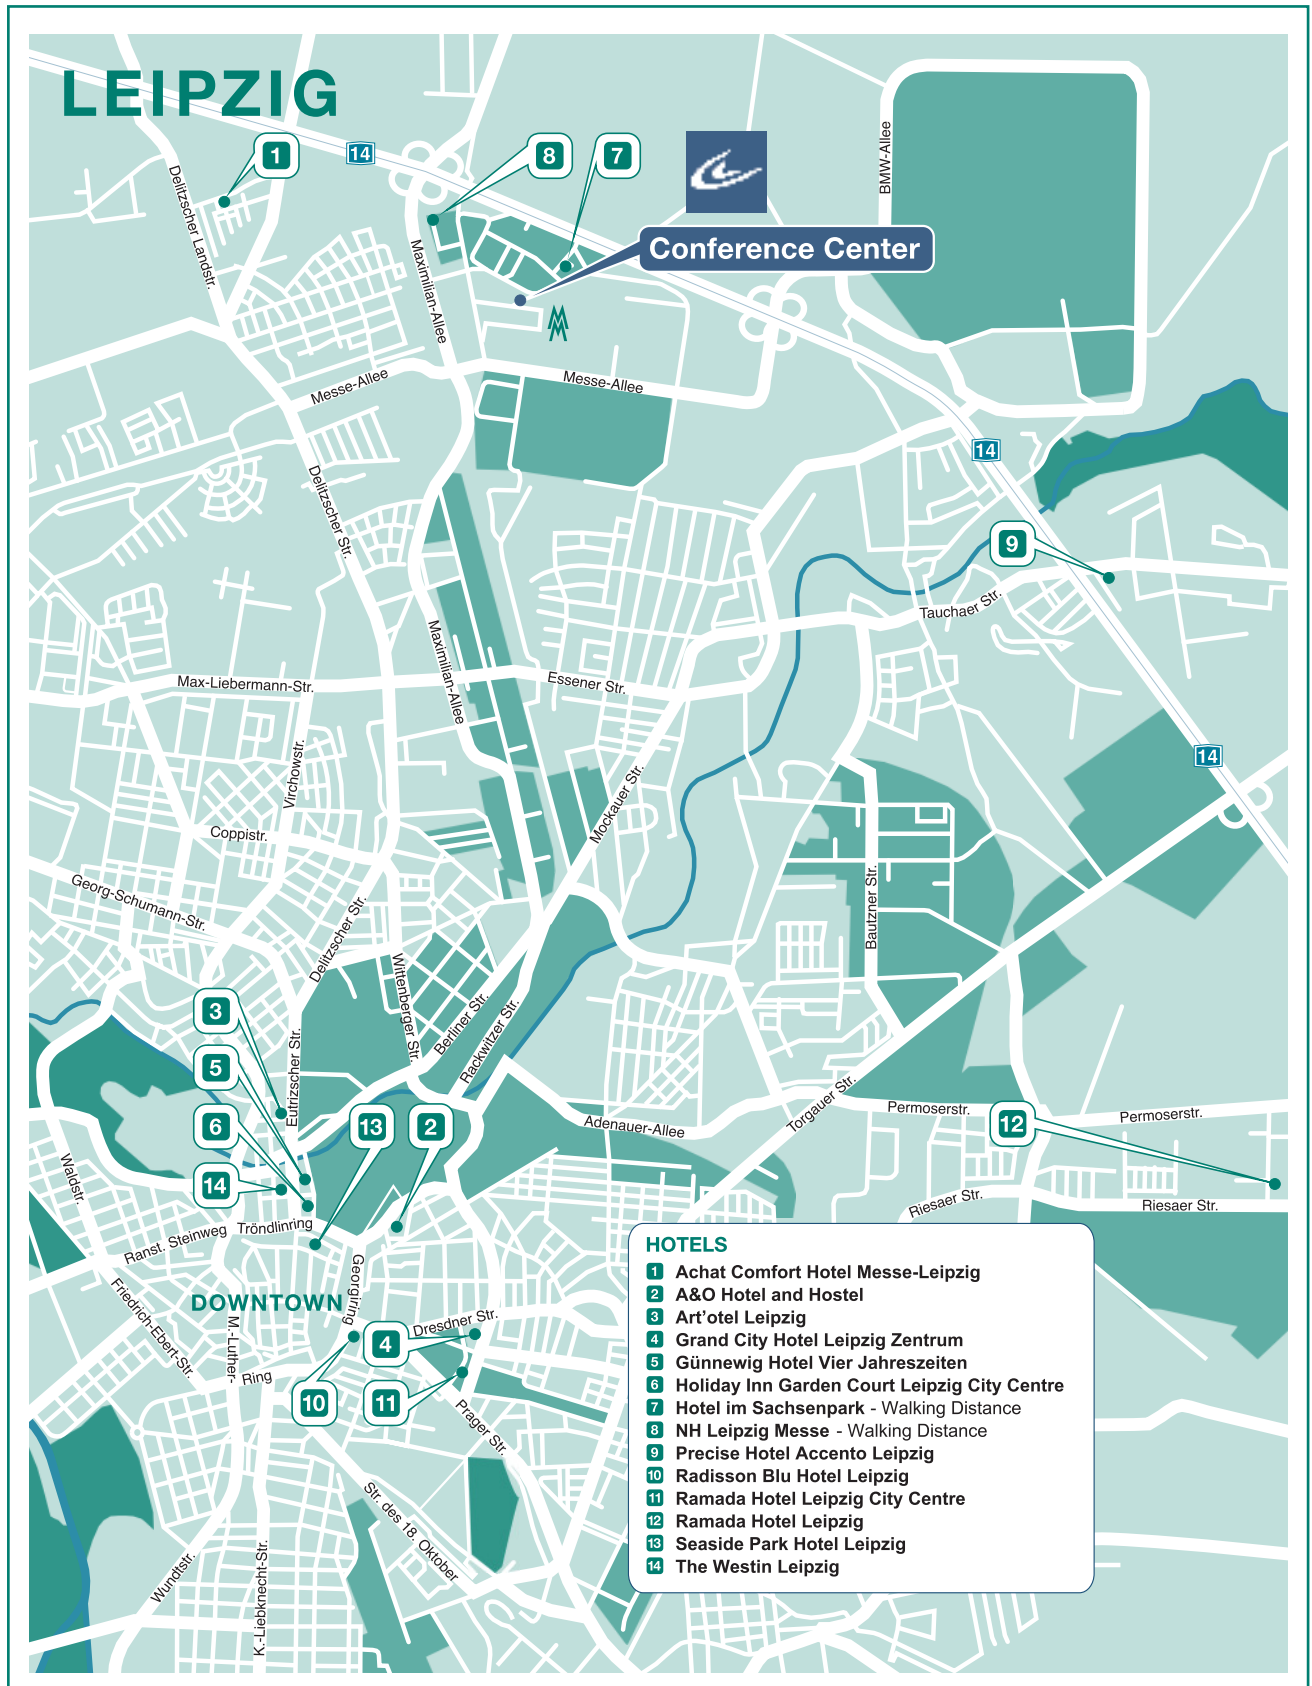 LEIPZIG
1
14
8
7
BMW-Allee
Delitzscher Landstr.
Conference Center
Maximilian-Allee
Messe-Allee
Messe-Allee
14
Delitzscher Str.
9
Tauchaer Str.
Maximilian-Allee
Max-Liebermann-Str.
Essener Str.
Virchowstr.
14
Mockauer Str.
Coppistr.
Georg-Schumann-Str.
Bautzner Str.
Delitzscher Str.
Wittenberger Str.
3
Berliner Str.
Rackwitzer Str.
Eutrizscher Str.
5
Torgauer Str.
Permoserstr.
Permoserstr.
6
13
2
Adenauer-Allee
12
Waldstr.
14
Riesaer Str.
Riesaer Str.
Ranst. Steinweg
Tröndlinring
Georgiring
Friedrich-Ebert-Str.
DOWNTOWN
M.-Luther-
Ring
Dresdner Str.
4
10
11
Prager Str.
Str. des 18. Oktober
Wundtstr.
K.-Liebknecht-Str.
HOTELS
1 Achat Comfort Hotel Messe-Leipzig
2 A&O Hotel and Hostel
3 Art’otel Leipzig
4 Grand City Hotel Leipzig Zentrum
5 Günnewig Hotel Vier Jahreszeiten
6 Holiday Inn Garden Court Leipzig City Centre
7 Hotel im Sachsenpark - Walking Distance
8 NH Leipzig Messe - Walking Distance
9 Precise Hotel Accento Leipzig
10 Radisson Blu Hotel Leipzig
11 Ramada Hotel Leipzig City Centre
12 Ramada Hotel Leipzig
13 Seaside Park Hotel Leipzig
14 The Westin Leipzig